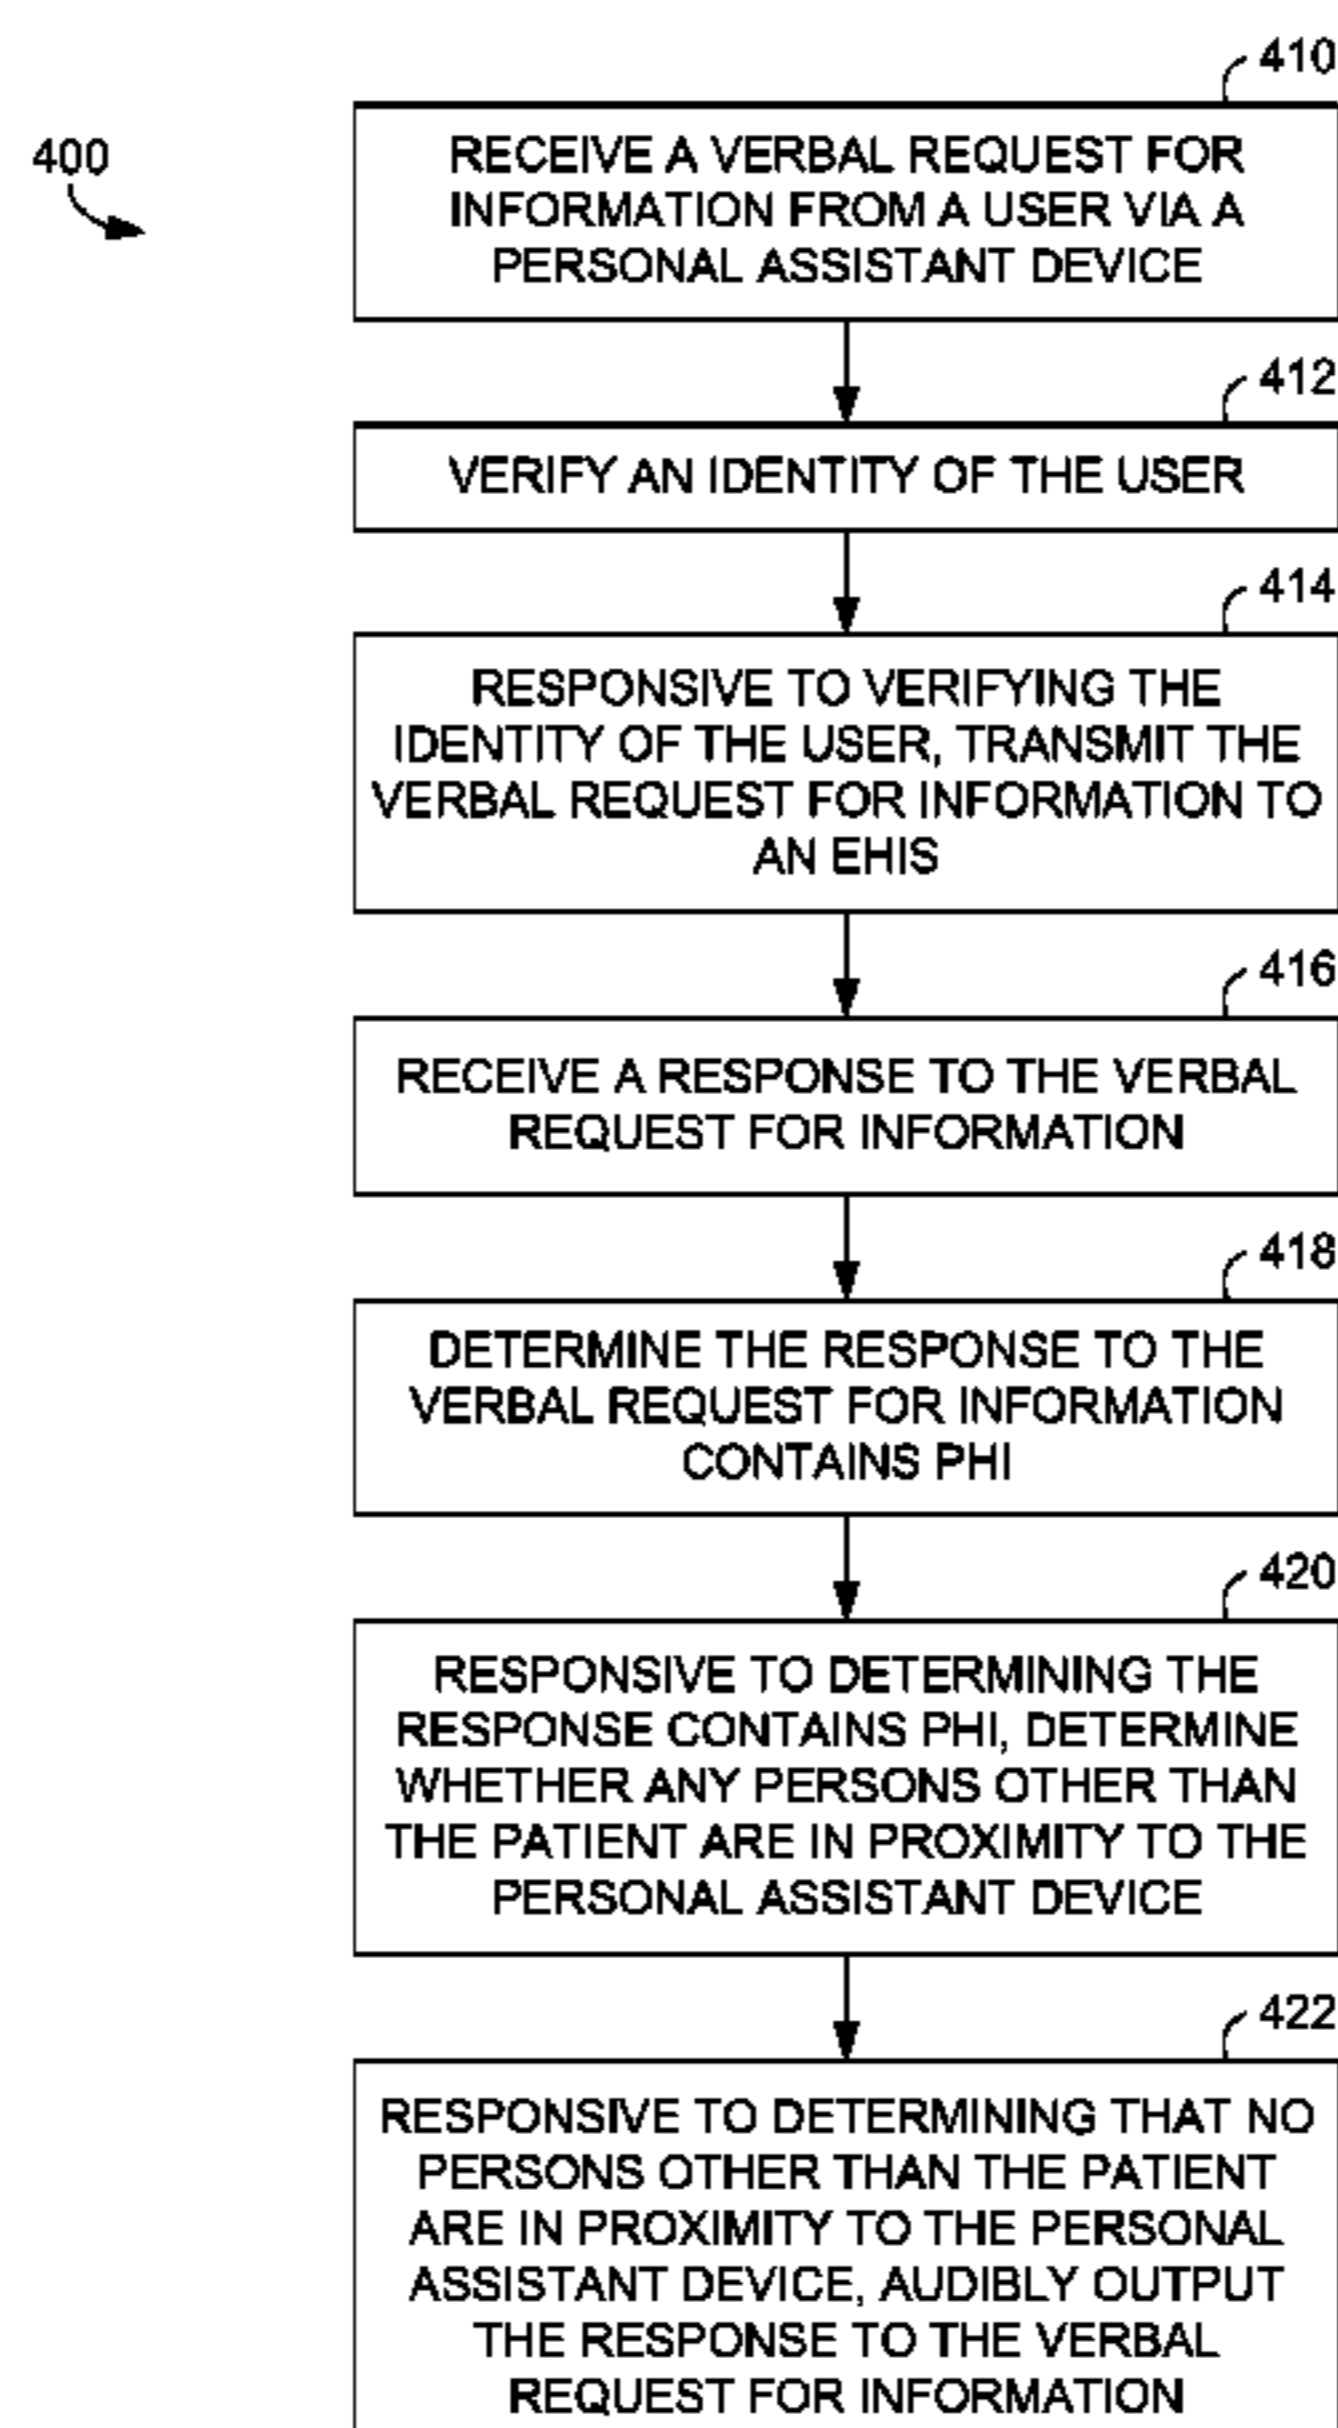 410
400
RECEIVE A VERBAL REQUEST FOR
INFORMATION FROM A USER VIA A
PERSONAL ASSISTANT DEVICE
412
VERIFY AN IDENTITY OF THE USER
414
RESPONSIVE TO VERIFYING THE
IDENTITY OF THE USER, TRANSMIT THE
VERBAL REQUEST FOR INFORMATION TO
AN EHIS
416
RECEIVE A RESPONSE TO THE VERBAL
REQUEST FOR INFORMATION
418
DETERMINE THE RESPONSE TO THE
VERBAL REQUEST FOR INFORMATION
CONTAINS PHI
420
RESPONSIVE TO DETERMINING THE
RESPONSE CONTAINS PHI, DETERMINE
WHETHER ANY PERSONS OTHER THAN
THE PATIENT ARE IN PROXIMITY TO THE
PERSONAL ASSISTANT DEVICE
422
RESPONSIVE TO DETERMINING THAT NO
PERSONS OTHER THAN THE PATIENT
ARE IN PROXIMITY TO THE PERSONAL
ASSISTANT DEVICE, AUDIBLY OUTPUT
THE RESPONSE TO THE VERBAL
REQUEST FOR INFORMATION